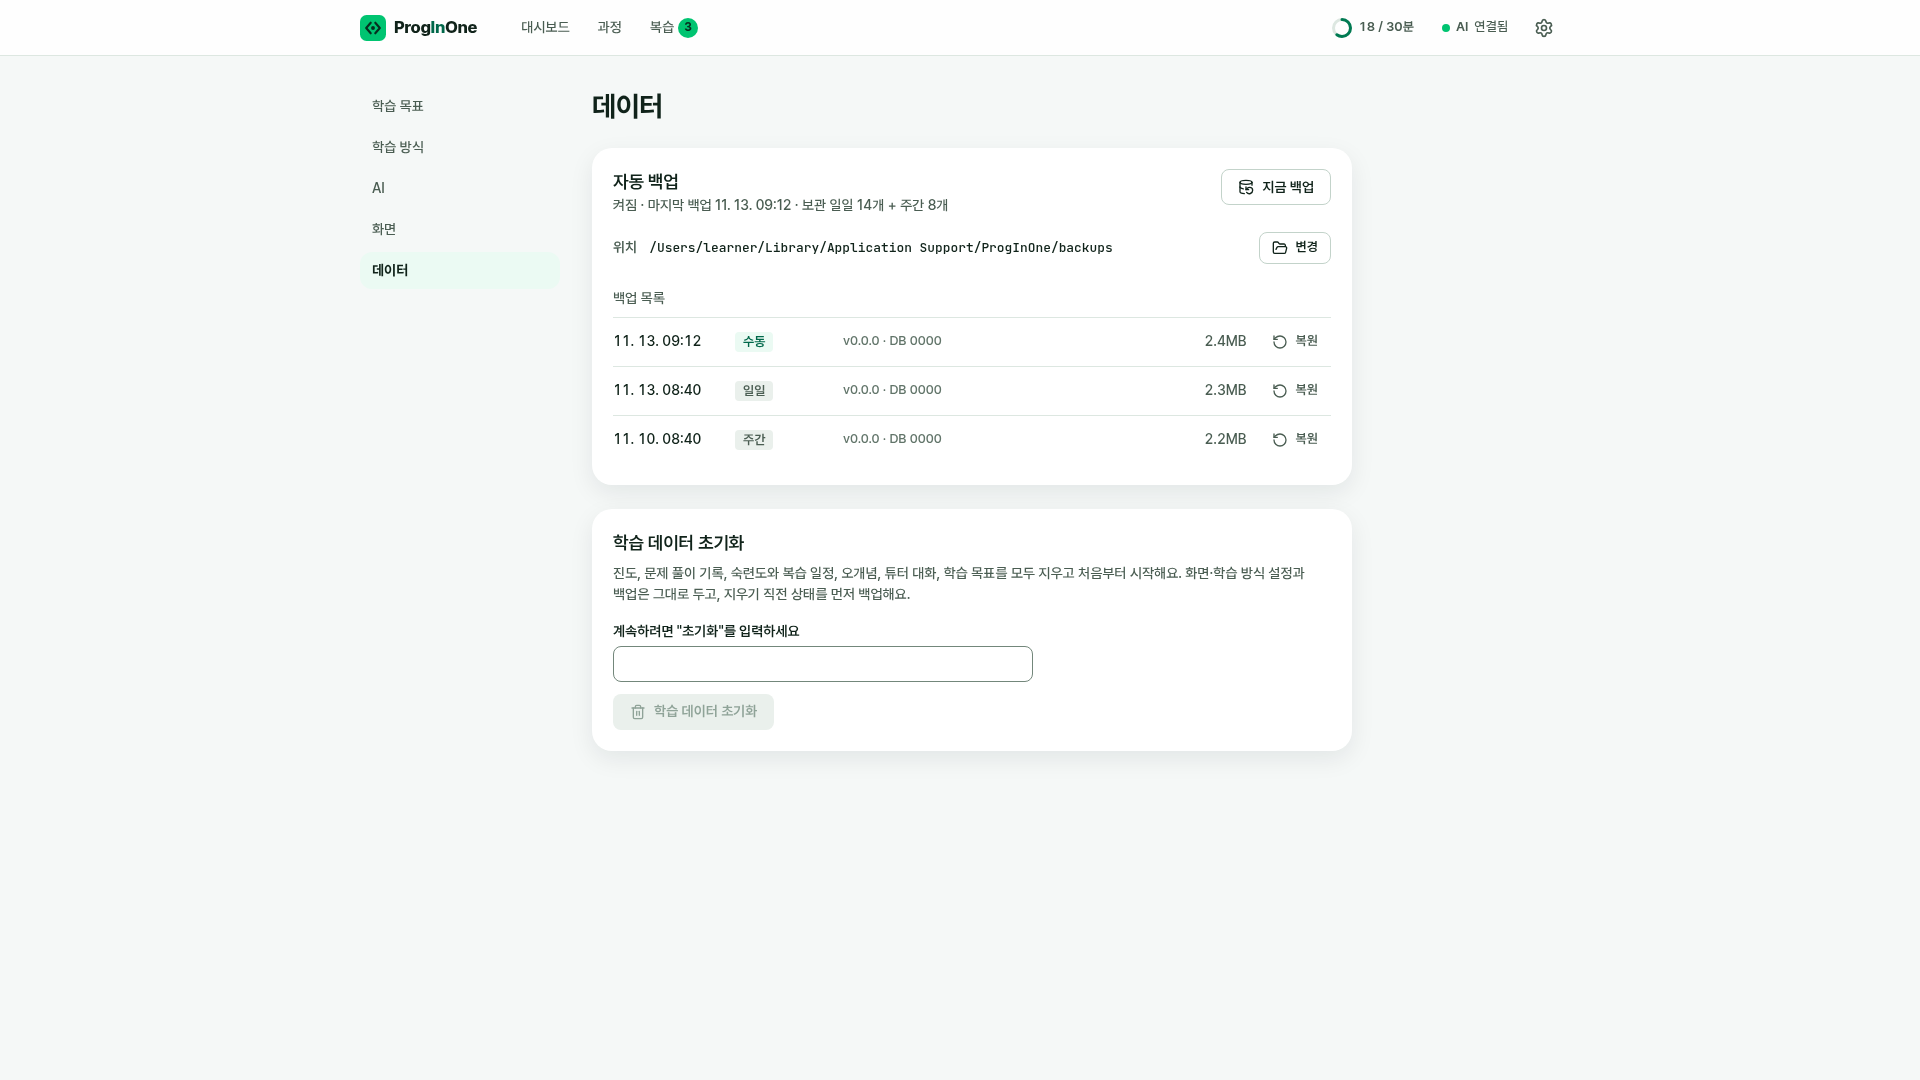 ProgInOne
대시보드
과정
복습 3
18 / 30분
AI 연결됨
학습 목표
학습 방식
AI
화면
데이터
데이터
자동 백업
켜짐 · 마지막 백업 11. 13. 09:12 · 보관 일일 14개 + 주간 8개
지금 백업
위치 /Users/learner/Library/Application Support/ProgInOne/backups
변경
백업 목록
11. 13. 09:12 수동 v0.0.0 · DB 0000 2.4MB 복원
11. 13. 08:40 일일 v0.0.0 · DB 0000 2.3MB 복원
11. 10. 08:40 주간 v0.0.0 · DB 0000 2.2MB 복원
학습 데이터 초기화
진도, 문제 풀이 기록, 숙련도와 복습 일정, 오개념, 튜터 대화, 학습 목표를 모두 지우고 처음부터 시작해요. 화면·학습 방식 설정과
백업은 그대로 두고, 지우기 직전 상태를 먼저 백업해요.
계속하려면 "초기화"를 입력하세요
학습 데이터 초기화